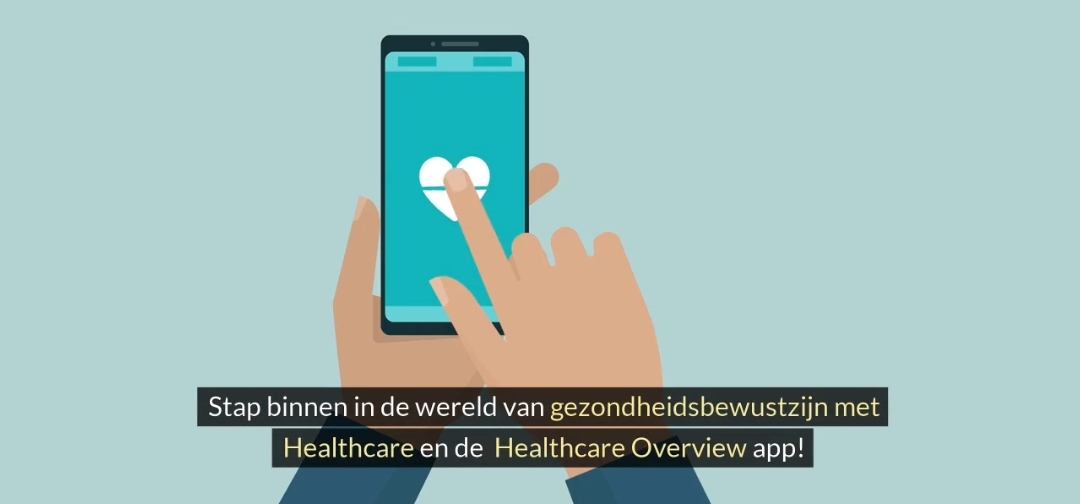 Stap binnen in de wereld van gezondheidsbewustzijn met
Healthcare en de Healthcare Overview app!